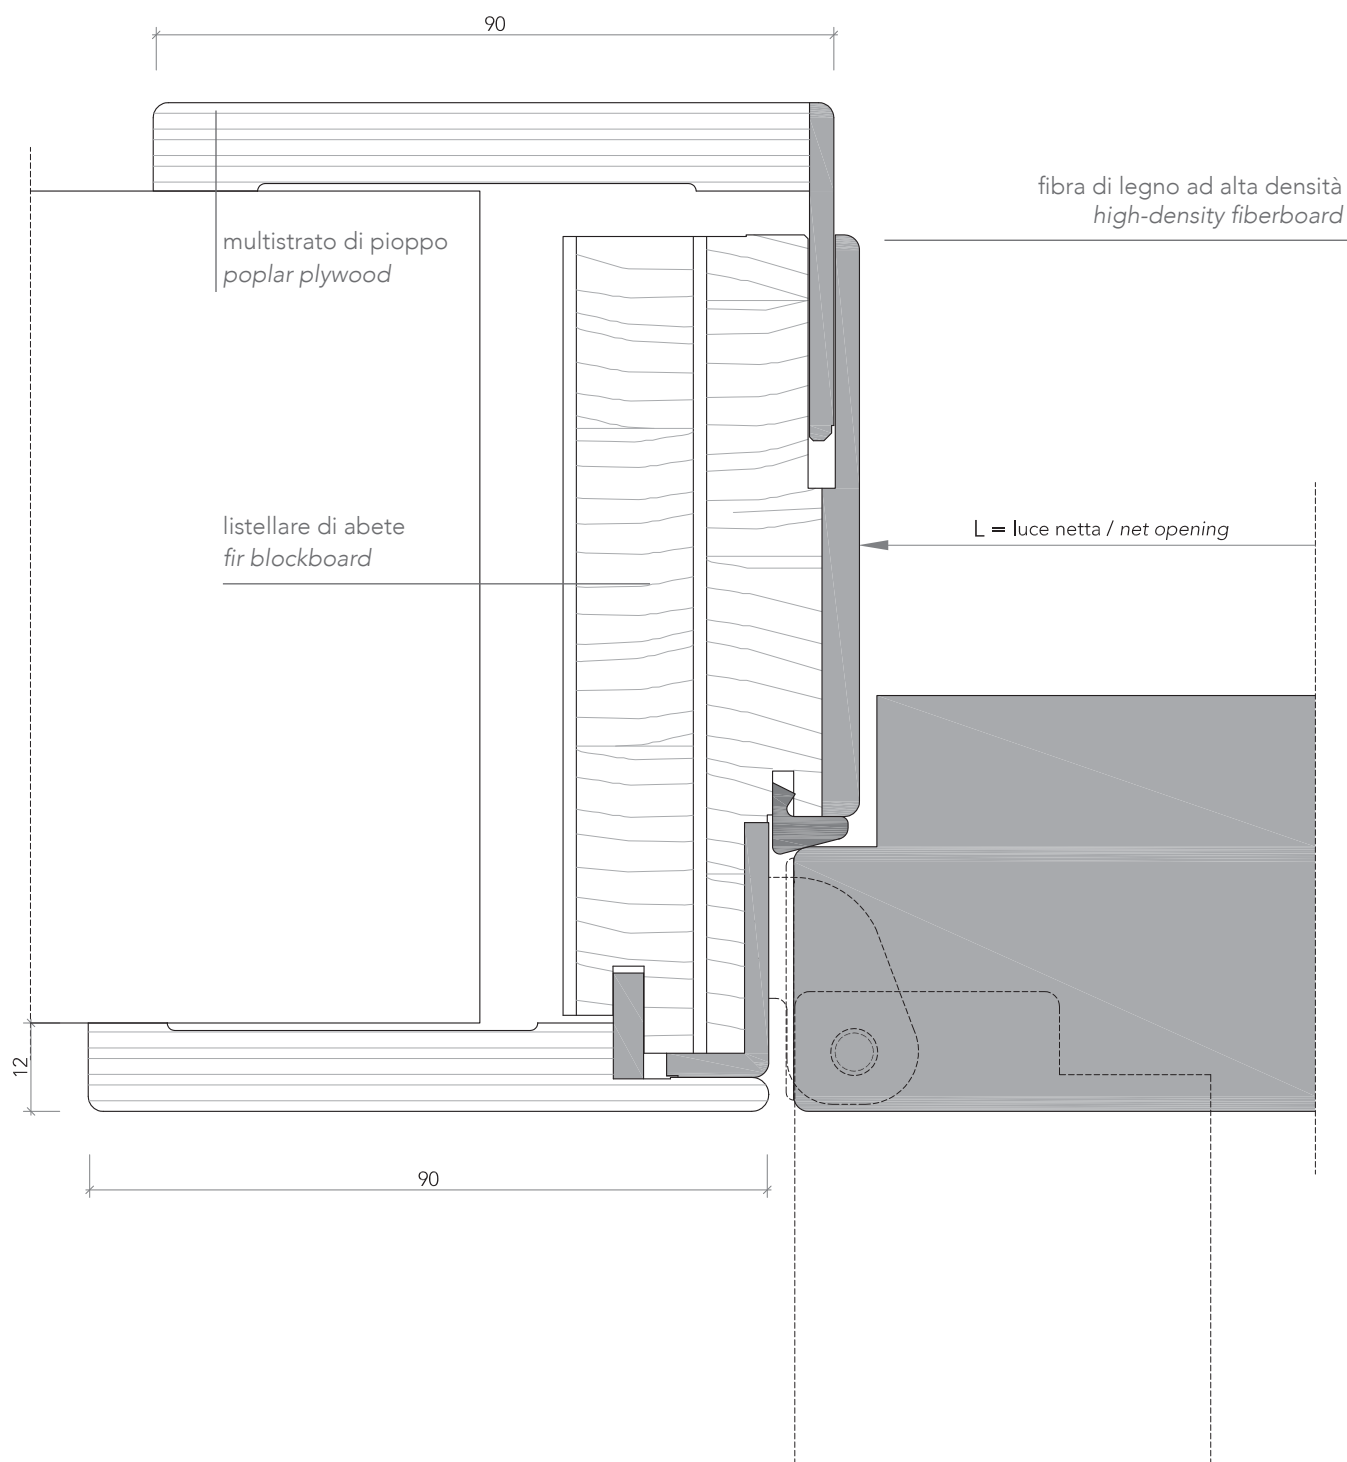 90
fibra di legno ad alta densità
high-density fiberboard
multistrato di pioppo
poplar plywood
listellare di abete
fir blockboard
L = luce netta / net opening
12
90